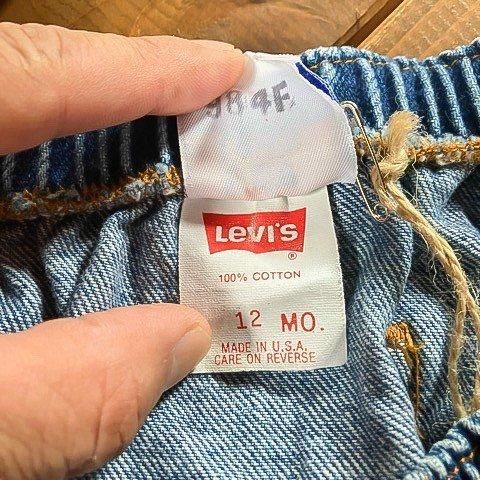 984F
LEVI'S
®
100% COTTON
12 MO.
MADE IN U.S.A.
CARE ON REVERSE